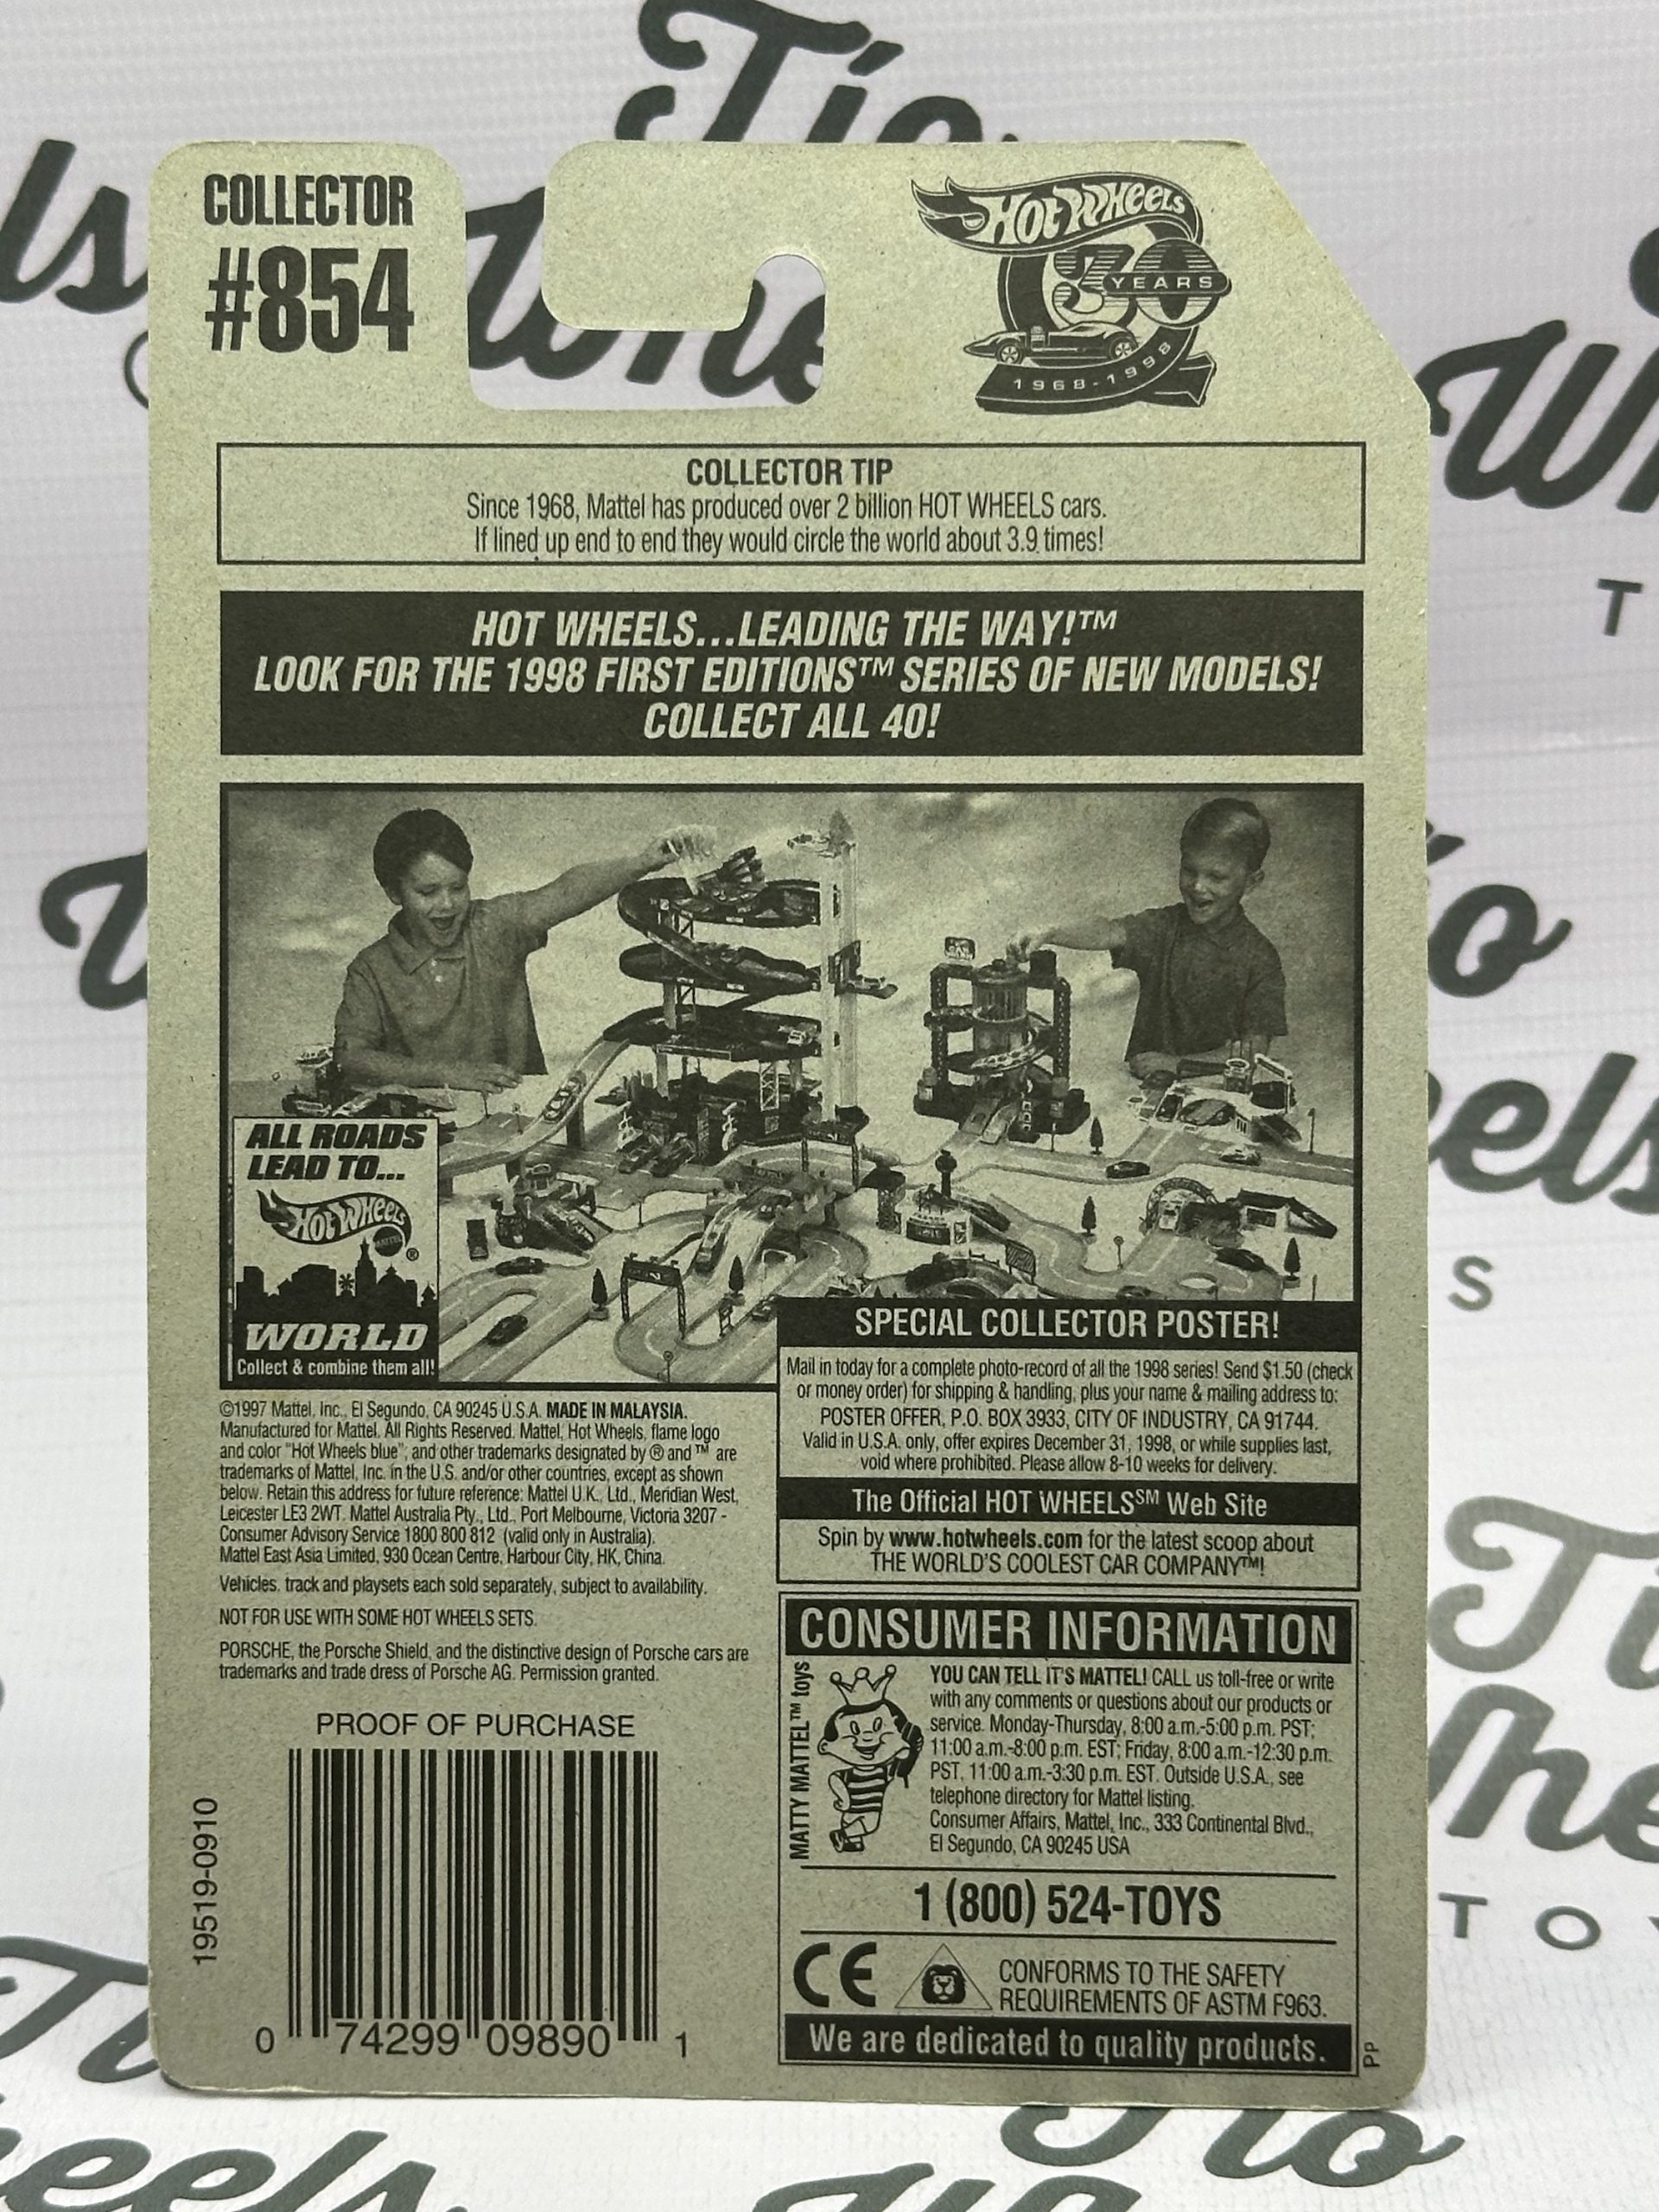 COLLECTOR
#854
HOT WHEELS
30
YEARS
1968-1998
COLLECTOR TIP
Since 1968, Mattel has produced over 2 billion HOT WHEELS cars.
If lined up end to end they would circle the world about 3.9 times!
HOT WHEELS...LEADING THE WAY!™
LOOK FOR THE 1998 FIRST EDITIONS™ SERIES OF NEW MODELS!
COLLECT ALL 40!
ALL ROADS
LEAD TO...
HOT WHEELS
MATTEL
®
WORLD
Collect & combine them all!
©1997 Mattel, Inc., El Segundo, CA 90245 U.S.A. MADE IN MALAYSIA.
Manufactured for Mattel. All Rights Reserved. Mattel, Hot Wheels, flame logo
and color "Hot Wheels blue", and other trademarks designated by ® and ™ are
trademarks of Mattel, Inc. in the U.S. and/or other countries, except as shown
below. Retain this address for future reference: Mattel U.K., Ltd., Meridian West,
Leicester LE3 2WT. Mattel Australia Pty., Ltd., Port Melbourne, Victoria 3207 -
Consumer Advisory Service 1800 800 812 (valid only in Australia).
Mattel East Asia Limited, 930 Ocean Centre, Harbour City, HK, China.
Vehicles, track and playsets each sold separately, subject to availability.
NOT FOR USE WITH SOME HOT WHEELS SETS.
PORSCHE, the Porsche Shield, and the distinctive design of Porsche cars are
trademarks and trade dress of Porsche AG. Permission granted.
PROOF OF PURCHASE
19519-0910
0 74299 09890 1
SPECIAL COLLECTOR POSTER!
Mail in today for a complete photo-record of all the 1998 series! Send $1.50 (check
or money order) for shipping & handling, plus your name & mailing address to:
POSTER OFFER, P.O. BOX 3933, CITY OF INDUSTRY, CA 91744.
Valid in U.S.A. only, offer expires December 31, 1998, or while supplies last,
void where prohibited. Please allow 8-10 weeks for delivery.
The Official HOT WHEELS℠ Web Site
Spin by www.hotwheels.com for the latest scoop about
THE WORLD'S COOLEST CAR COMPANY™!
CONSUMER INFORMATION
MATTY MATTEL™ toys
YOU CAN TELL IT'S MATTEL! CALL us toll-free or write
with any comments or questions about our products or
service. Monday-Thursday, 8:00 a.m.-5:00 p.m. PST;
11:00 a.m.-8:00 p.m. EST; Friday, 8:00 a.m.-12:30 p.m.
PST, 11:00 a.m.-3:30 p.m. EST. Outside U.S.A., see
telephone directory for Mattel listing.
Consumer Affairs, Mattel, Inc., 333 Continental Blvd.,
El Segundo, CA 90245 USA
1 (800) 524-TOYS
CE
CONFORMS TO THE SAFETY
REQUIREMENTS OF ASTM F963.
We are dedicated to quality products.
PP